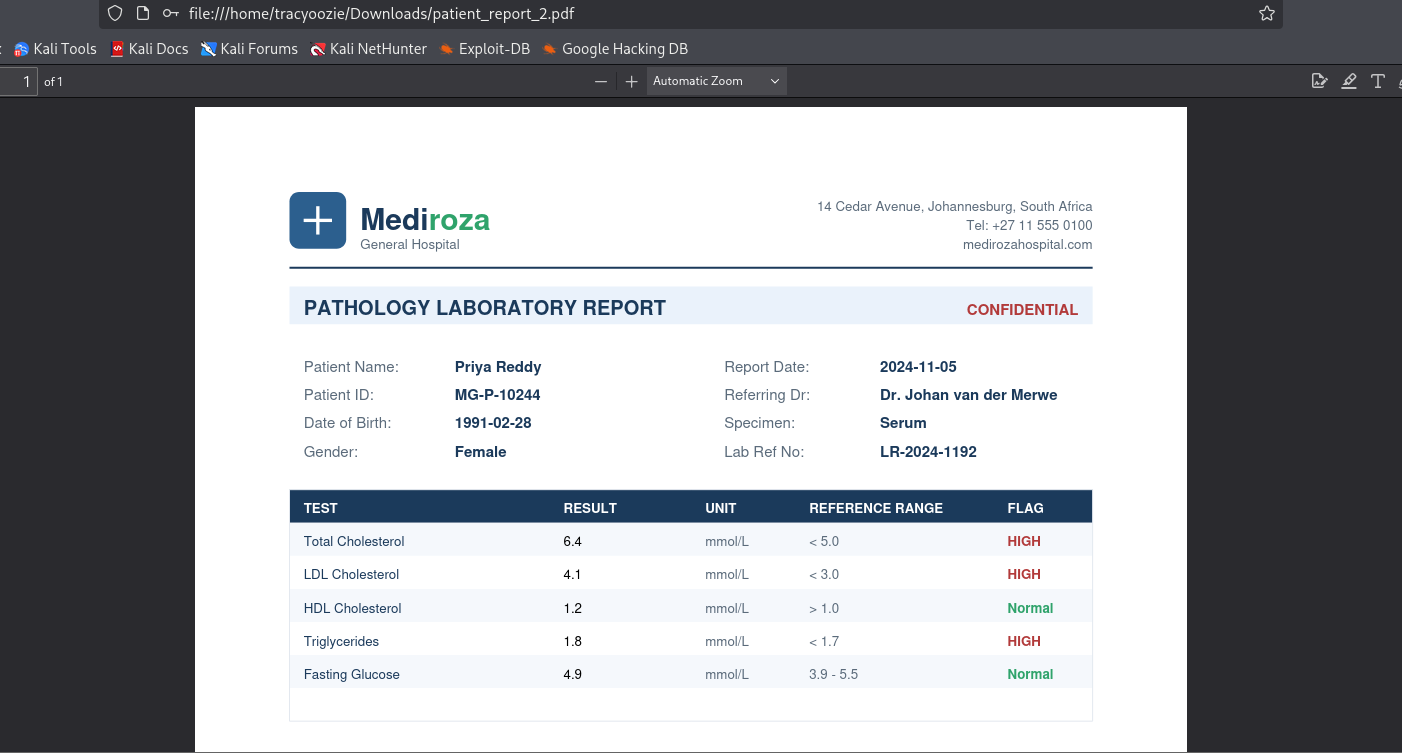 file:///home/tracyoozie/Downloads/patient_report_2.pdf
Kali Tools Kali Docs Kali Forums Kali NetHunter Exploit-DB Google Hacking DB
1 of 1 Automatic Zoom
Mediroza
General Hospital
14 Cedar Avenue, Johannesburg, South Africa
Tel: +27 11 555 0100
medirozahospital.com
PATHOLOGY LABORATORY REPORT CONFIDENTIAL
Patient Name: Priya Reddy Report Date: 2024-11-05
Patient ID: MG-P-10244 Referring Dr: Dr. Johan van der Merwe
Date of Birth: 1991-02-28 Specimen: Serum
Gender: Female Lab Ref No: LR-2024-1192
TEST RESULT UNIT REFERENCE RANGE FLAG
Total Cholesterol 6.4 mmol/L < 5.0 HIGH
LDL Cholesterol 4.1 mmol/L < 3.0 HIGH
HDL Cholesterol 1.2 mmol/L > 1.0 Normal
Triglycerides 1.8 mmol/L < 1.7 HIGH
Fasting Glucose 4.9 mmol/L 3.9 - 5.5 Normal